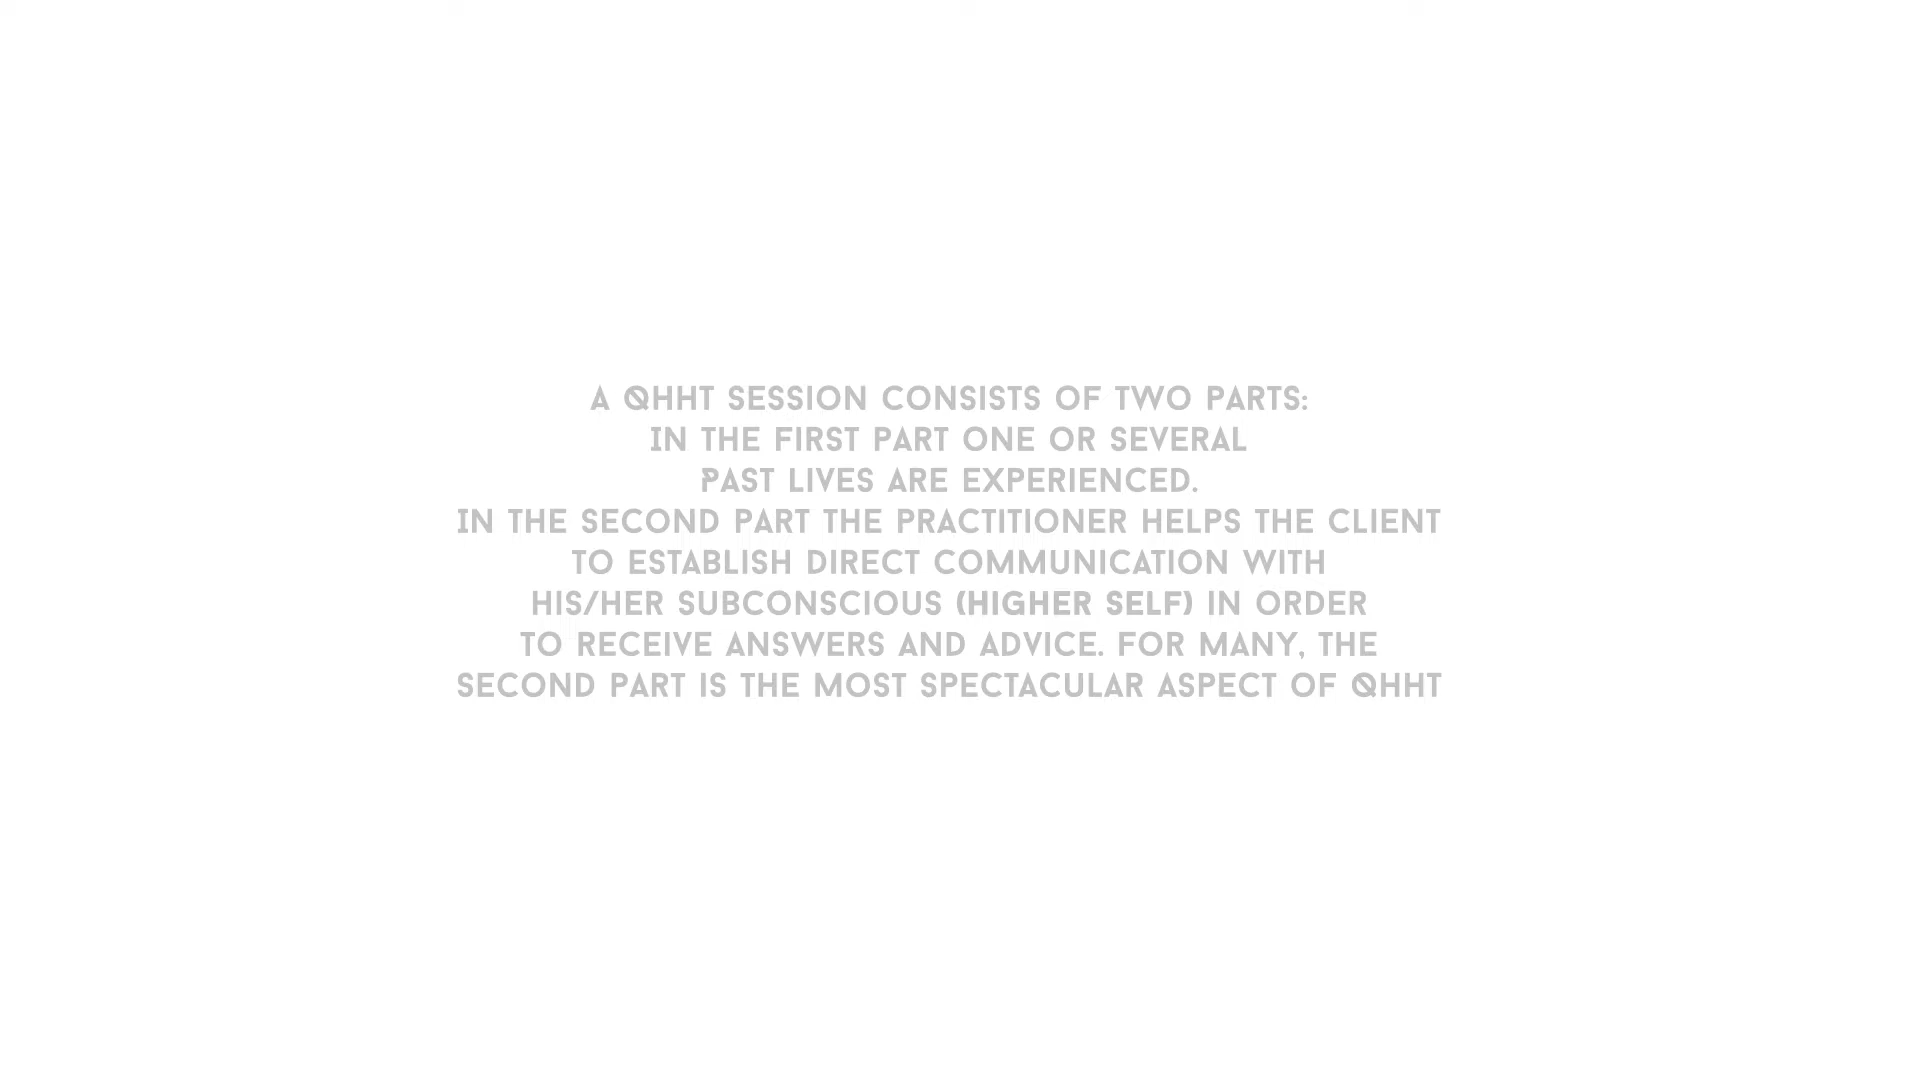 A QHHT SESSION CONSISTS OF TWO PARTS:
IN THE FIRST PART ONE OR SEVERAL
PAST LIVES ARE EXPERIENCED.
IN THE SECOND PART THE PRACTITIONER HELPS THE CLIENT
TO ESTABLISH DIRECT COMMUNICATION WITH
HIS/HER SUBCONSCIOUS (HIGHER SELF) IN ORDER
TO RECEIVE ANSWERS AND ADVICE. FOR MANY, THE
SECOND PART IS THE MOST SPECTACULAR ASPECT OF QHHT